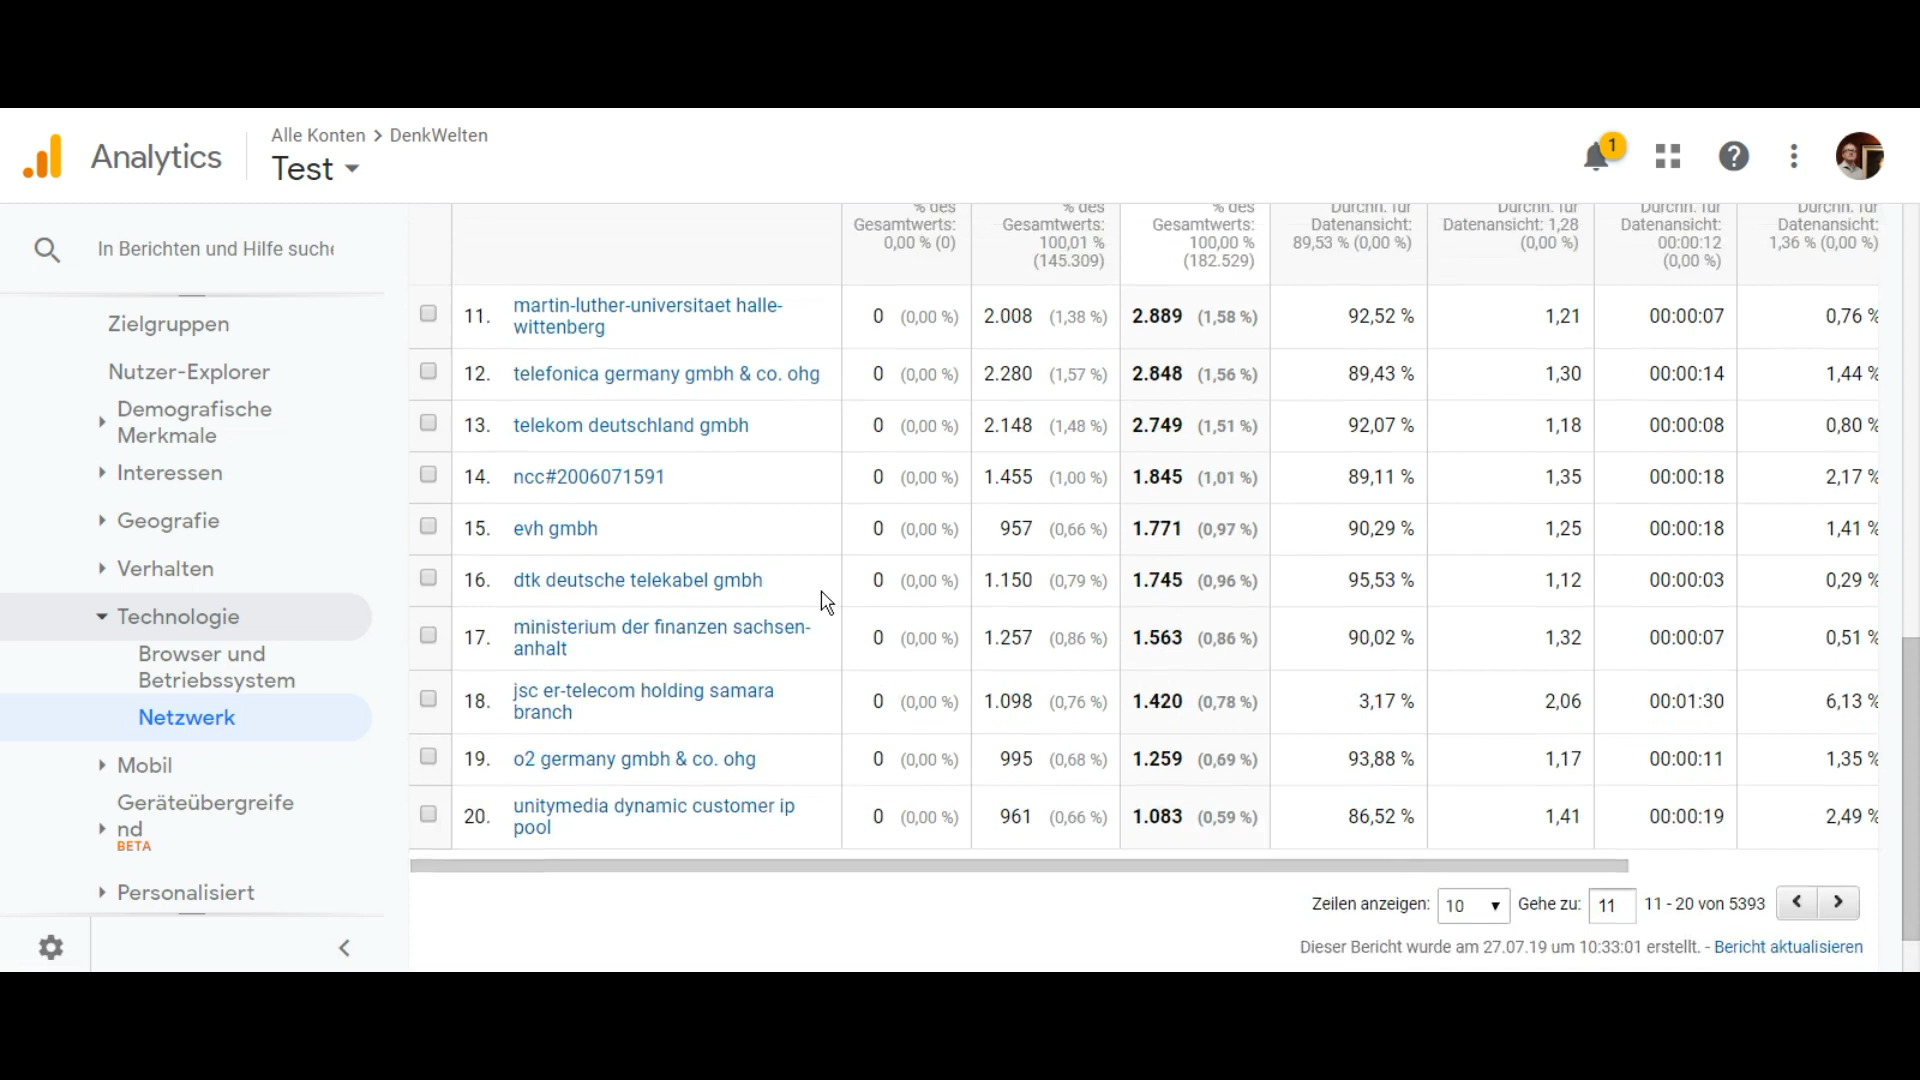 Analytics
Alle Konten > DenkWelten
Test
1
In Berichten und Hilfe suche
Zielgruppen
Nutzer-Explorer
Demografische
Merkmale
Interessen
Geografie
Verhalten
Technologie
Browser und
Betriebssystem
Netzwerk
Mobil
Geräteübergreife
nd
BETA
Personalisiert
% des Gesamtwerts: 0,00 % (0)
% des Gesamtwerts: 100,01 % (145.309)
% des Gesamtwerts: 100,00 % (182.529)
Durchn. für Datenansicht: 89,53 % (0,00 %)
Durchn. für Datenansicht: 1,28 (0,00 %)
Durchn. für Datenansicht: 00:00:12 (0,00 %)
Durchn. für Datenansicht: 1,36 % (0,00 %)
11. martin-luther-universitaet halle-wittenberg 0 (0,00 %) 2.008 (1,38 %) 2.889 (1,58 %) 92,52 % 1,21 00:00:07 0,76 %
12. telefonica germany gmbh & co. ohg 0 (0,00 %) 2.280 (1,57 %) 2.848 (1,56 %) 89,43 % 1,30 00:00:14 1,44 %
13. telekom deutschland gmbh 0 (0,00 %) 2.148 (1,48 %) 2.749 (1,51 %) 92,07 % 1,18 00:00:08 0,80 %
14. ncc#2006071591 0 (0,00 %) 1.455 (1,00 %) 1.845 (1,01 %) 89,11 % 1,35 00:00:18 2,17 %
15. evh gmbh 0 (0,00 %) 957 (0,66 %) 1.771 (0,97 %) 90,29 % 1,25 00:00:18 1,41 %
16. dtk deutsche telekabel gmbh 0 (0,00 %) 1.150 (0,79 %) 1.745 (0,96 %) 95,53 % 1,12 00:00:03 0,29 %
17. ministerium der finanzen sachsen-anhalt 0 (0,00 %) 1.257 (0,86 %) 1.563 (0,86 %) 90,02 % 1,32 00:00:07 0,51 %
18. jsc er-telecom holding samara branch 0 (0,00 %) 1.098 (0,76 %) 1.420 (0,78 %) 3,17 % 2,06 00:01:30 6,13 %
19. o2 germany gmbh & co. ohg 0 (0,00 %) 995 (0,68 %) 1.259 (0,69 %) 93,88 % 1,17 00:00:11 1,35 %
20. unitymedia dynamic customer ip pool 0 (0,00 %) 961 (0,66 %) 1.083 (0,59 %) 86,52 % 1,41 00:00:19 2,49 %
Zeilen anzeigen: 10 Gehe zu: 11 11 - 20 von 5393
Dieser Bericht wurde am 27.07.19 um 10:33:01 erstellt. - Bericht aktualisieren